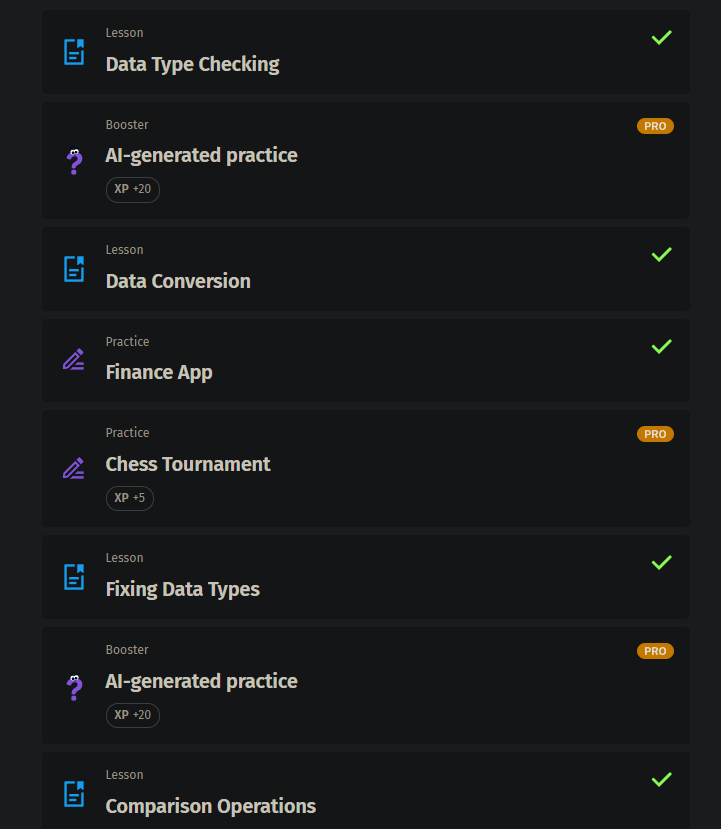 Lesson
Data Type Checking
Booster
PRO
AI-generated practice
XP +20
Lesson
Data Conversion
Practice
Finance App
Practice
PRO
Chess Tournament
XP +5
Lesson
Fixing Data Types
Booster
PRO
AI-generated practice
XP +20
Lesson
Comparison Operations